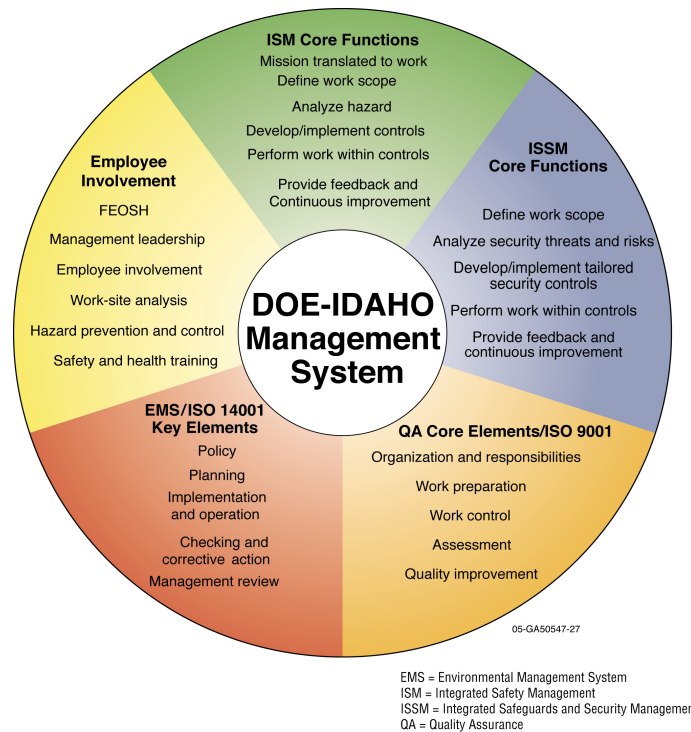 ISM Core Functions
Mission translated to work
Define work scope
Analyze hazard
Develop/implement controls
Perform work within controls
Provide feedback and
Continuous improvement
ISSM
Core Functions
Define work scope
Analyze security threats and risks
Develop/implement tailored
security controls
Perform work within controls
Provide feedback and
continuous improvement
Employee
Involvement
FEOSH
Management leadership
Employee involvement
Work-site analysis
Hazard prevention and control
Safety and health training
DOE-IDAHO
Management
System
EMS/ISO 14001
Key Elements
Policy
Planning
Implementation
and operation
Checking and
corrective action
Management review
QA Core Elements/ISO 9001
Organization and responsibilities
Work preparation
Work control
Assessment
Quality improvement
05-GA50547-27
EMS = Environmental Management System
ISM = Integrated Safety Management
ISSM = Integrated Safeguards and Security Managemer
QA = Quality Assurance